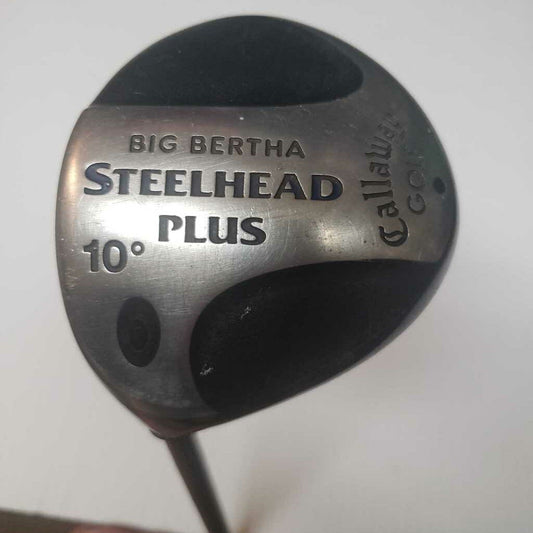 BIG BERTHA
STEELHEAD
PLUS
10°
Callaway
GOLF